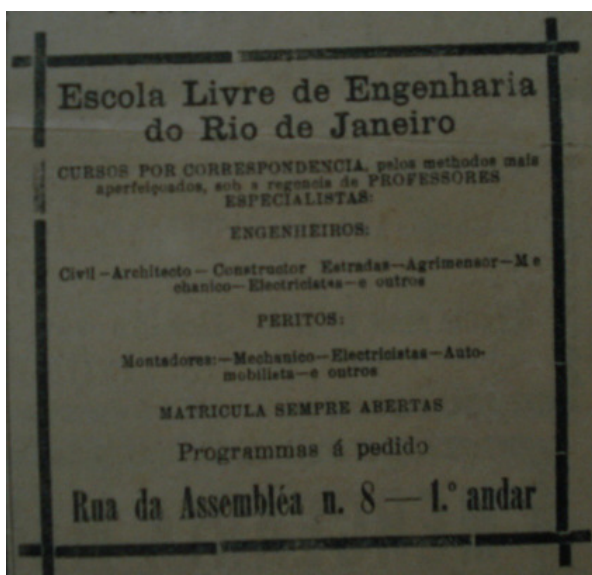 Escola Livre de Engenharia
do Rio de Janeiro
CURSOS POR CORRESPONDENCIA, pelos methodos mais
aperfeiçoados, sob a regencia de PROFESSORES
ESPECIALISTAS:
ENGENHEIROS:
Civil—Architecto—Constructor Estradas—Agrimensor—Me
chanico—Electricistas—e outros
PERITOS:
Montadores:—Mechanico—Electricistas—Auto-
mobilista—e outros
MATRICULA SEMPRE ABERTAS
Programmas á pedido
Rua da Assembléa n. 8 — 1.º andar